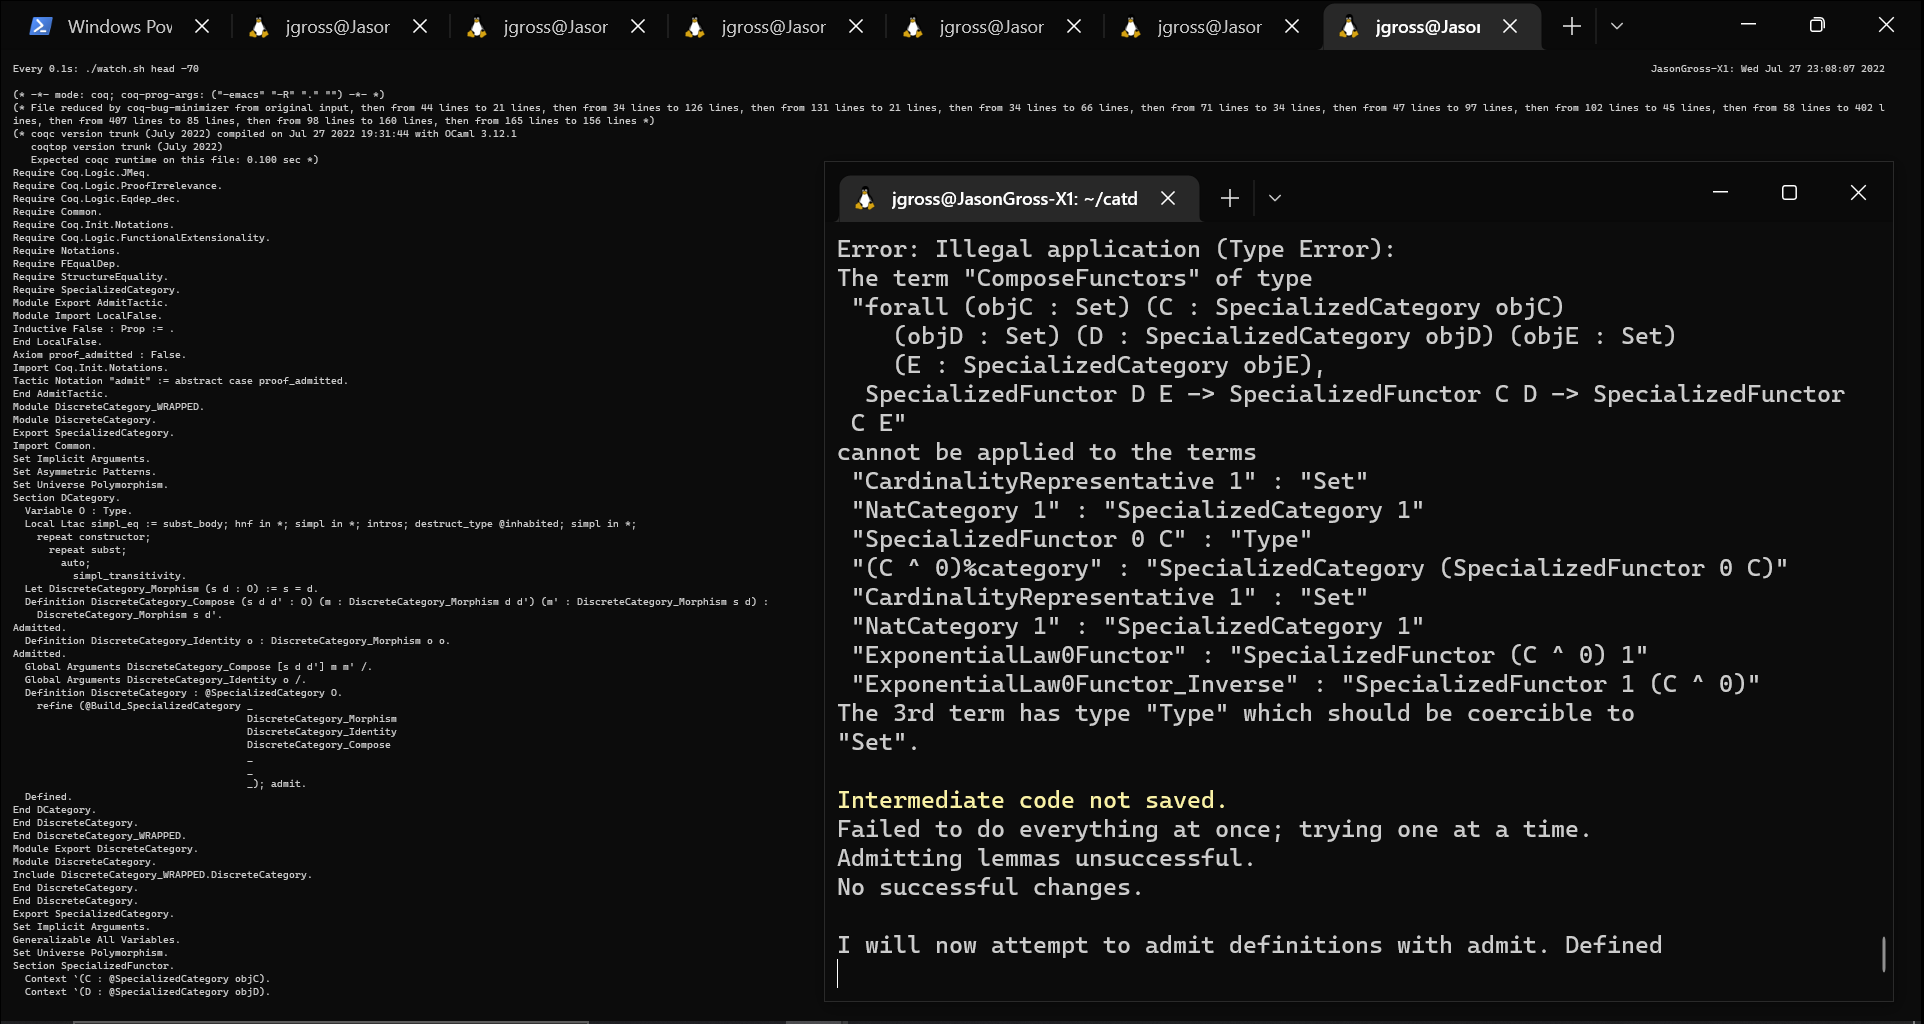 Windows Pow
jgross@Jasor
jgross@Jasor
jgross@Jasor
jgross@Jasor
jgross@Jasor
jgross@Jasor
Every 0.1s: ./watch.sh head -70
JasonGross-X1: Wed Jul 27 23:08:07 2022
(* -*- mode: coq; coq-prog-args: ("-emacs" "-R" "." "") -*- *)
(* File reduced by coq-bug-minimizer from original input, then from 44 lines to 21 lines, then from 34 lines to 126 lines, then from 131 lines to 21 lines, then from 34 lines to 66 lines, then from 71 lines to 34 lines, then from 47 lines to 97 lines, then from 102 lines to 45 lines, then from 58 lines to 402 l
ines, then from 407 lines to 85 lines, then from 98 lines to 160 lines, then from 165 lines to 156 lines *)
(* coqc version trunk (July 2022) compiled on Jul 27 2022 19:31:44 with OCaml 3.12.1
   coqtop version trunk (July 2022)
   Expected coqc runtime on this file: 0.100 sec *)
Require Coq.Logic.JMeq.
Require Coq.Logic.ProofIrrelevance.
Require Coq.Logic.Eqdep_dec.
Require Common.
Require Coq.Init.Notations.
Require Coq.Logic.FunctionalExtensionality.
Require Notations.
Require FEqualDep.
Require StructureEquality.
Require SpecializedCategory.
Module Export AdmitTactic.
Module Import LocalFalse.
Inductive False : Prop := .
End LocalFalse.
Axiom proof_admitted : False.
Import Coq.Init.Notations.
Tactic Notation "admit" := abstract case proof_admitted.
End AdmitTactic.
Module DiscreteCategory_WRAPPED.
Module DiscreteCategory.
Export SpecializedCategory.
Import Common.
Set Implicit Arguments.
Set Asymmetric Patterns.
Set Universe Polymorphism.
Section DCategory.
  Variable O : Type.
  Local Ltac simpl_eq := subst_body; hnf in *; simpl in *; intros; destruct_type @inhabited; simpl in *;
    repeat constructor;
      repeat subst;
        auto;
          simpl_transitivity.
  Let DiscreteCategory_Morphism (s d : O) := s = d.
  Definition DiscreteCategory_Compose (s d d' : O) (m : DiscreteCategory_Morphism d d') (m' : DiscreteCategory_Morphism s d) :
    DiscreteCategory_Morphism s d'.
Admitted.
  Definition DiscreteCategory_Identity o : DiscreteCategory_Morphism o o.
Admitted.
  Global Arguments DiscreteCategory_Compose [s d d'] m m' /.
  Global Arguments DiscreteCategory_Identity o /.
  Definition DiscreteCategory : @SpecializedCategory O.
    refine (@Build_SpecializedCategory _
                                       DiscreteCategory_Morphism
                                       DiscreteCategory_Identity
                                       DiscreteCategory_Compose
                                       _
                                       _
                                       _); admit.
  Defined.
End DCategory.
End DiscreteCategory.
End DiscreteCategory_WRAPPED.
Module Export DiscreteCategory.
Module DiscreteCategory.
Include DiscreteCategory_WRAPPED.DiscreteCategory.
End DiscreteCategory.
End DiscreteCategory.
Export SpecializedCategory.
Set Implicit Arguments.
Generalizable All Variables.
Set Universe Polymorphism.
Section SpecializedFunctor.
  Context `(C : @SpecializedCategory objC).
  Context `(D : @SpecializedCategory objD).
jgross@JasonGross-X1: ~/catd
Error: Illegal application (Type Error):
The term "ComposeFunctors" of type
 "forall (objC : Set) (C : SpecializedCategory objC)
    (objD : Set) (D : SpecializedCategory objD) (objE : Set)
    (E : SpecializedCategory objE),
  SpecializedFunctor D E -> SpecializedFunctor C D -> SpecializedFunctor
 C E"
cannot be applied to the terms
 "CardinalityRepresentative 1" : "Set"
 "NatCategory 1" : "SpecializedCategory 1"
 "SpecializedFunctor 0 C" : "Type"
 "(C ^ 0)%category" : "SpecializedCategory (SpecializedFunctor 0 C)"
 "CardinalityRepresentative 1" : "Set"
 "NatCategory 1" : "SpecializedCategory 1"
 "ExponentialLaw0Functor" : "SpecializedFunctor (C ^ 0) 1"
 "ExponentialLaw0Functor_Inverse" : "SpecializedFunctor 1 (C ^ 0)"
The 3rd term has type "Type" which should be coercible to
"Set".
Intermediate code not saved.
Failed to do everything at once; trying one at a time.
Admitting lemmas unsuccessful.
No successful changes.
I will now attempt to admit definitions with admit. Defined